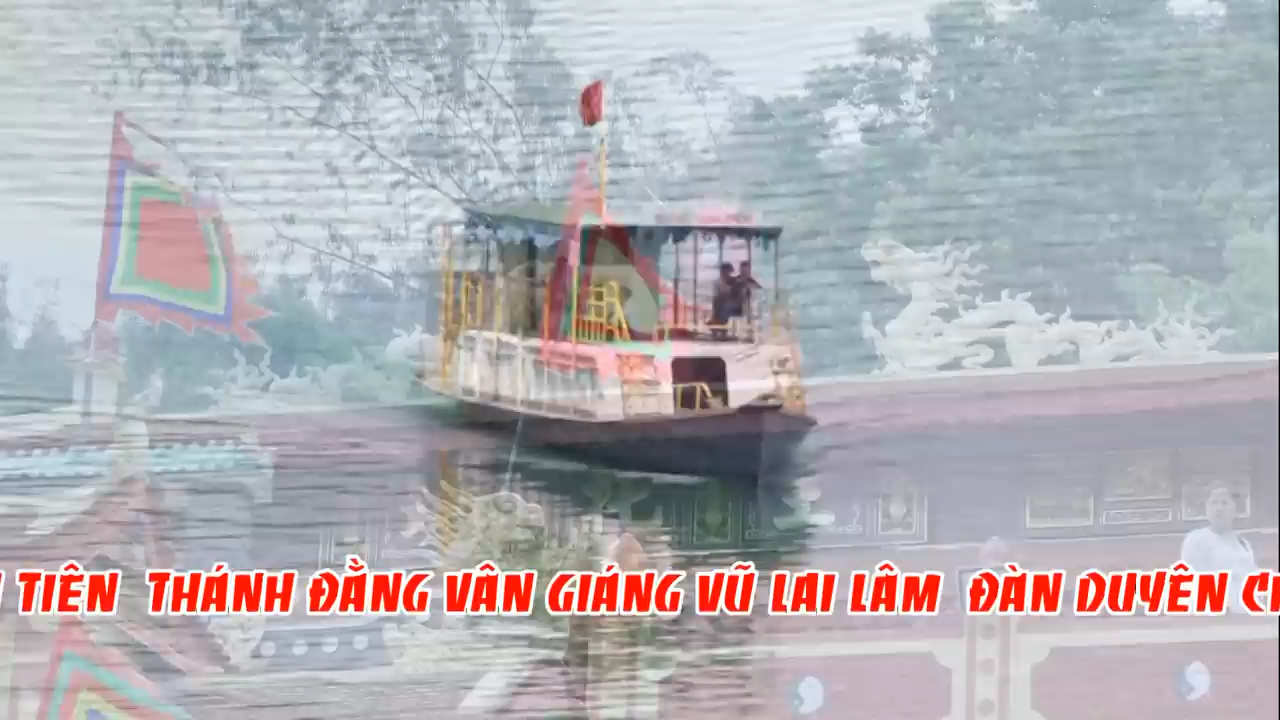 TIÊN THÁNH ĐẰNG VÂN GIÁNG VŨ LAI LÂM ĐÀN DUYÊN